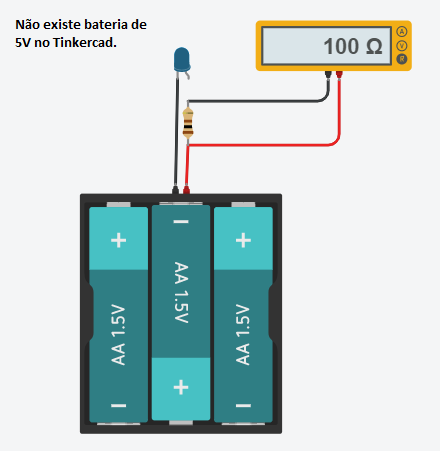 Não existe bateria de
5V no Tinkercad.
100 Ω
A
V
R
+
AA 1.5V
−
−
AA 1.5V
+
+
AA 1.5V
−